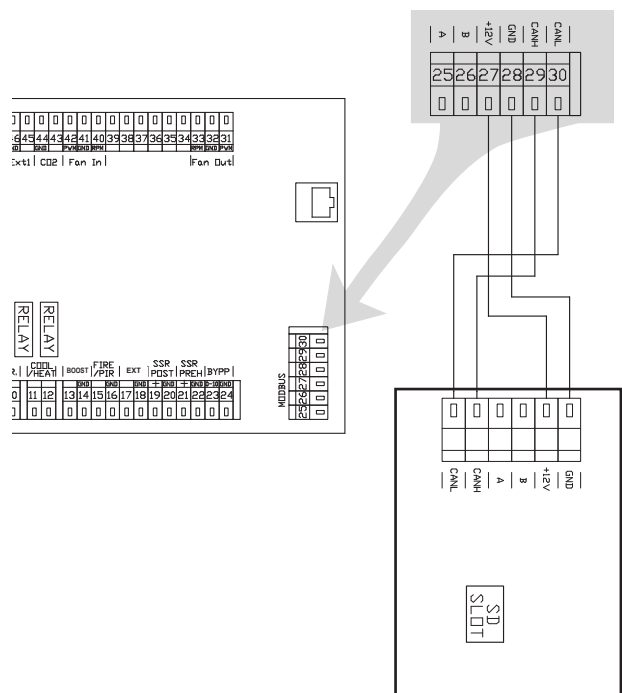 A B +12V GND CANH CANL
25 26 27 28 29 30
45 44 43 42 41 40 39 38 37 36 35 34 33 32 31
GND PWM GND RPM RPM GND PWM
Ext1 CO2 Fan In Fan Out
RELAY RELAY
COOL /HEAT BOOST FIRE /PIR EXT SSR POST SSR PREH BYPP
GND GND GND + GND + GND 0-10 GND
11 12 13 14 15 16 17 18 19 20 21 22 23 24
MODBUS
25 26 27 28 29 30
CANL CANH A B +12V GND
SD
SLOT